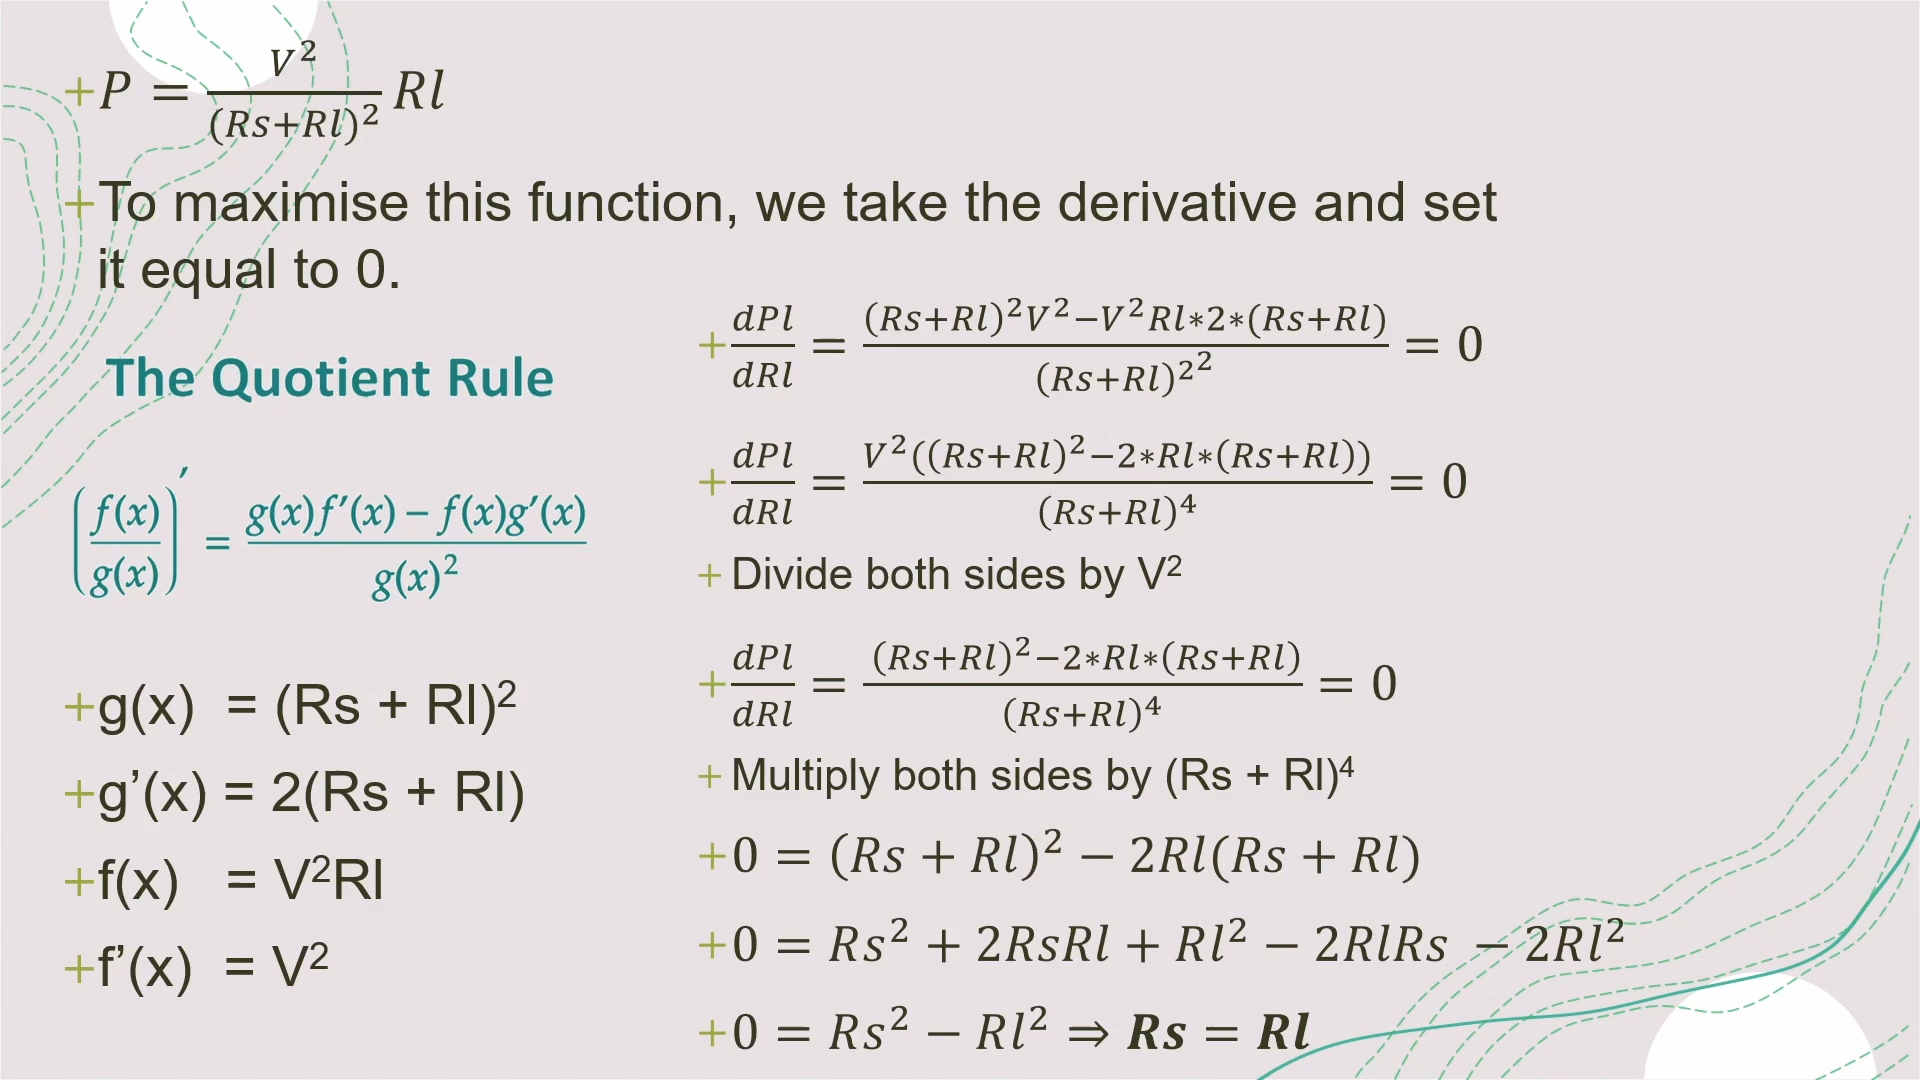 +P = V²/(Rs+Rl)² Rl
+To maximise this function, we take the derivative and set
it equal to 0.
The Quotient Rule
(f(x)/g(x))′ = (g(x)f′(x) − f(x)g′(x))/g(x)²
+g(x) = (Rs + Rl)²
+g’(x) = 2(Rs + Rl)
+f(x) = V²Rl
+f’(x) = V²
+dPl/dRl = ((Rs+Rl)²V²−V²Rl∗2∗(Rs+Rl))/(Rs+Rl)²² = 0
+dPl/dRl = V²((Rs+Rl)²−2∗Rl∗(Rs+Rl))/(Rs+Rl)⁴ = 0
+Divide both sides by V²
+dPl/dRl = ((Rs+Rl)²−2∗Rl∗(Rs+Rl))/(Rs+Rl)⁴ = 0
+Multiply both sides by (Rs + Rl)⁴
+0 = (Rs + Rl)² − 2Rl(Rs + Rl)
+0 = Rs² + 2RsRl + Rl² − 2RlRs − 2Rl²
+0 = Rs² − Rl² ⇒ Rs = Rl